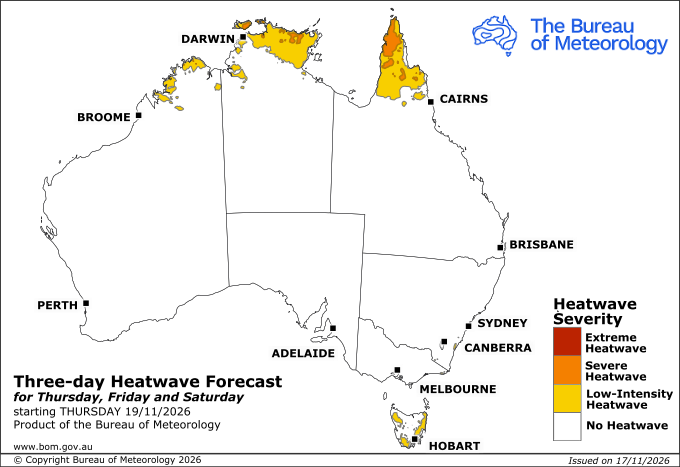 The Bureau
of Meteorology
DARWIN
CAIRNS
BROOME
BRISBANE
PERTH
SYDNEY
CANBERRA
ADELAIDE
MELBOURNE
HOBART
Heatwave
Severity
Extreme
Heatwave
Severe
Heatwave
Low-Intensity
Heatwave
No Heatwave
Three-day Heatwave Forecast
for Thursday, Friday and Saturday
starting THURSDAY 19/11/2026
Product of the Bureau of Meteorology
www.bom.gov.au
© Copyright Bureau of Meteorology 2026
Issued on 17/11/2026